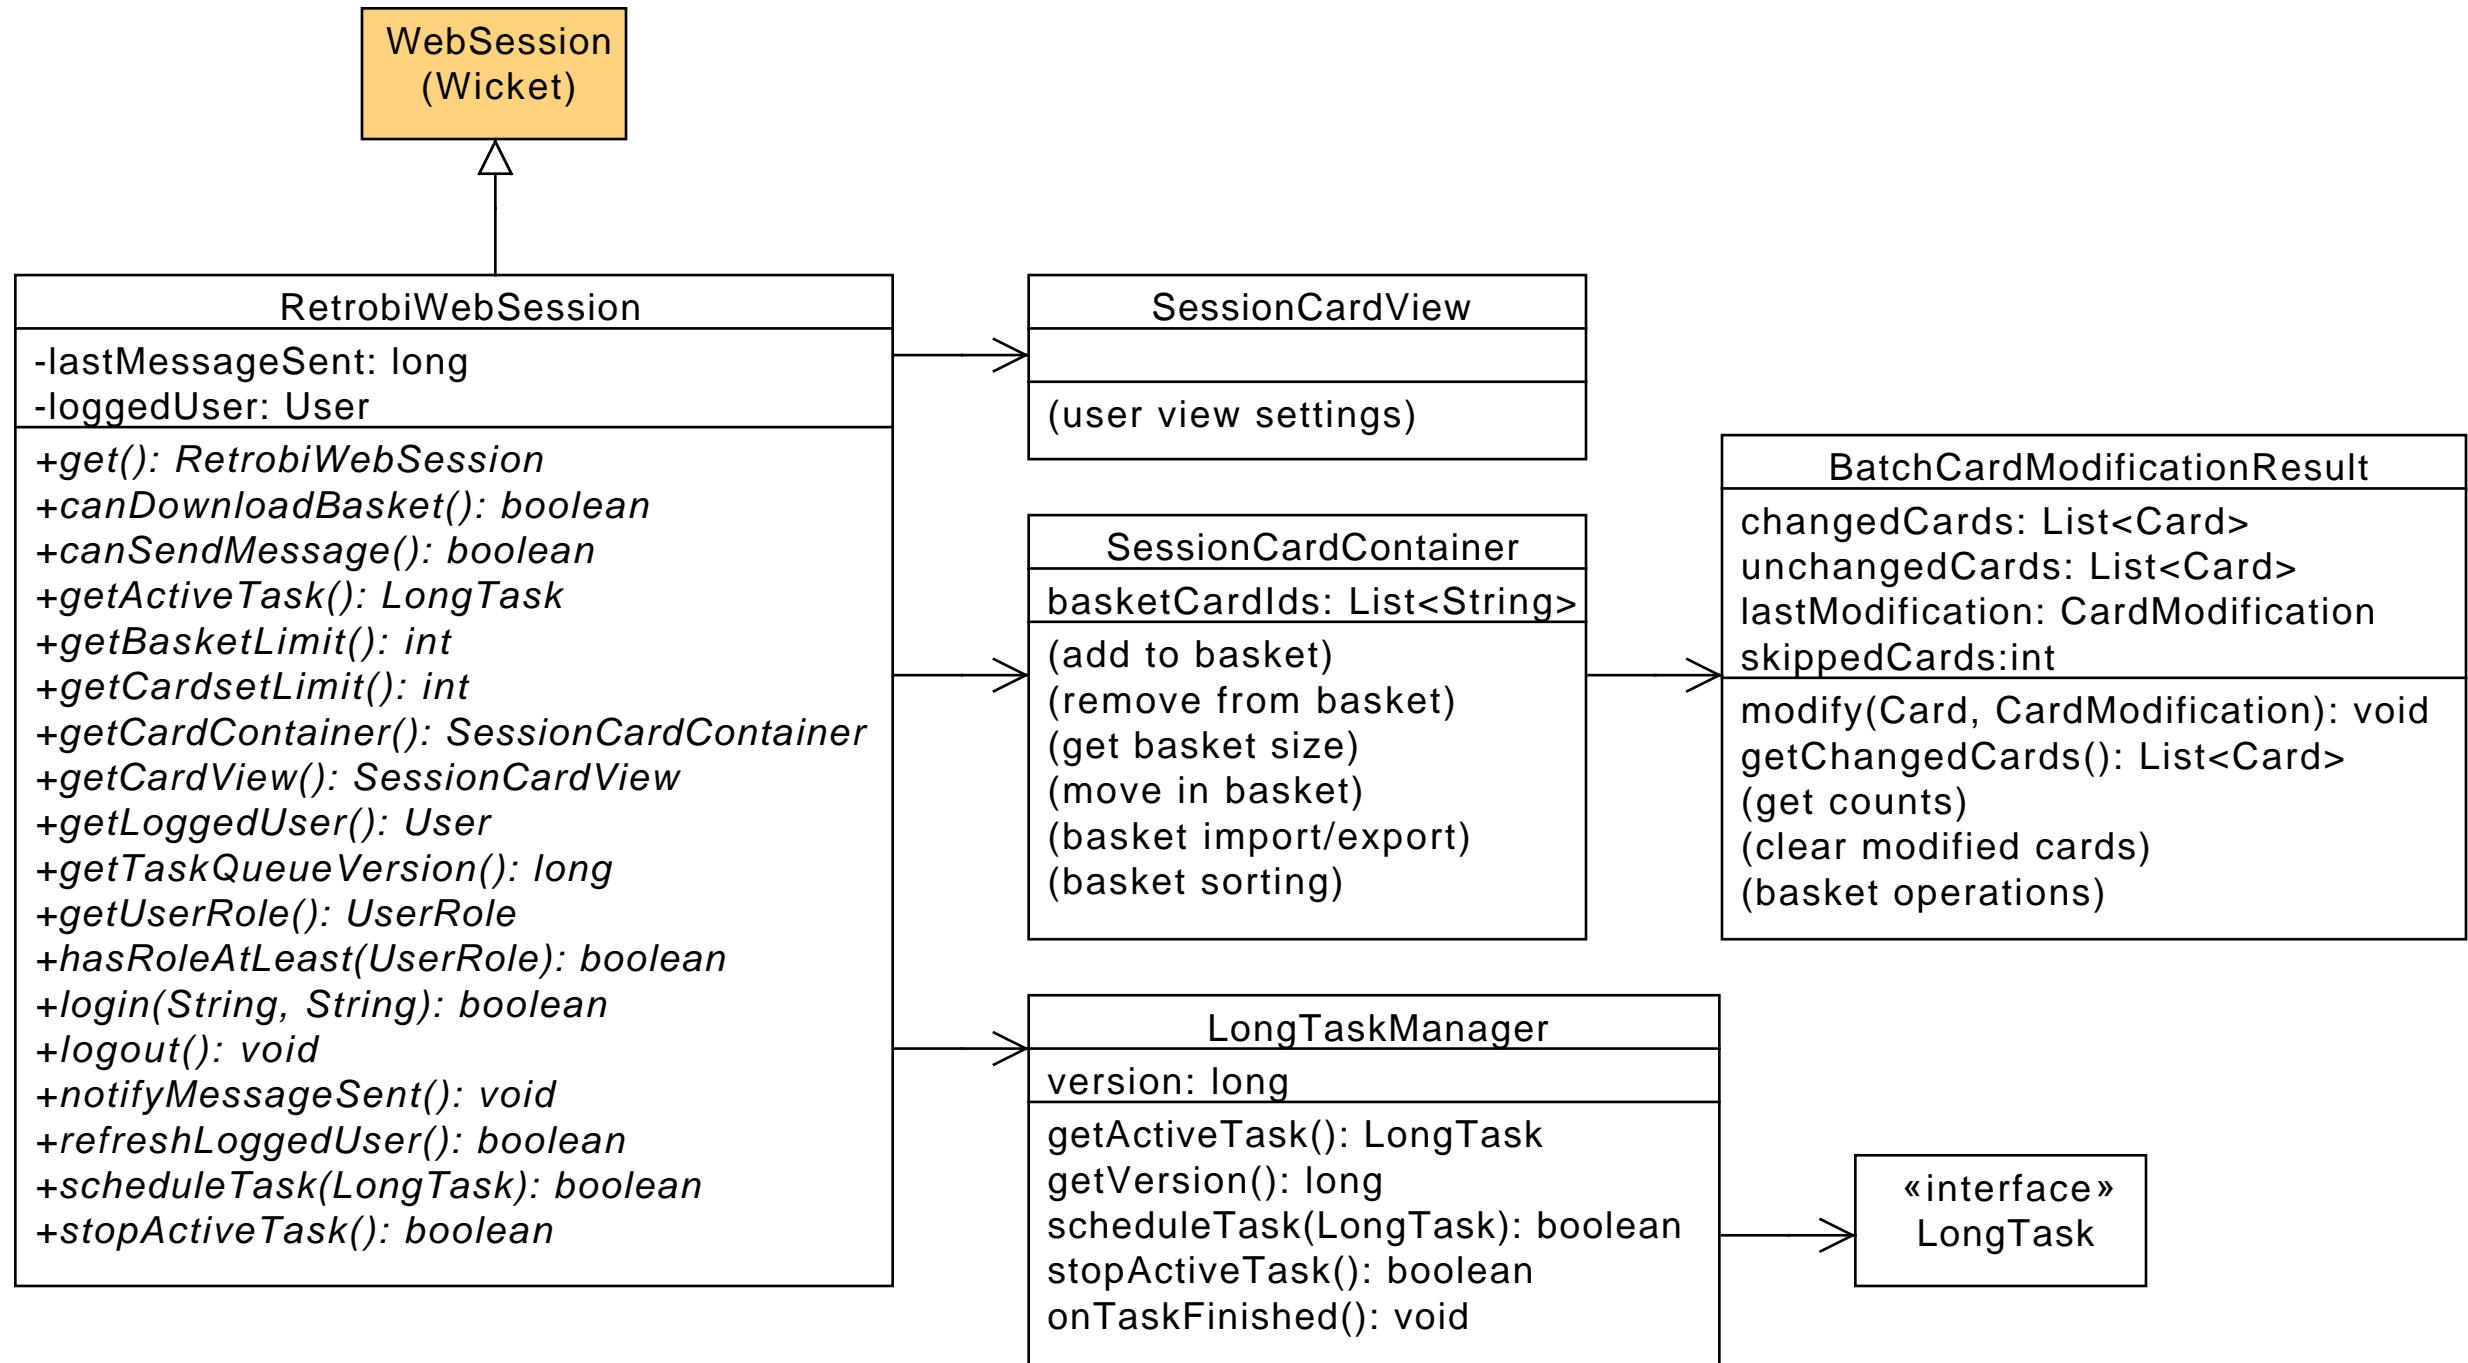 WebSession
(Wicket)
RetrobiWebSession
-lastMessageSent: long
-loggedUser: User
+get(): RetrobiWebSession
+canDownloadBasket(): boolean
+canSendMessage(): boolean
+getActiveTask(): LongTask
+getBasketLimit(): int
+getCardsetLimit(): int
+getCardContainer(): SessionCardContainer
+getCardView(): SessionCardView
+getLoggedUser(): User
+getTaskQueueVersion(): long
+getUserRole(): UserRole
+hasRoleAtLeast(UserRole): boolean
+login(String, String): boolean
+logout(): void
+notifyMessageSent(): void
+refreshLoggedUser(): boolean
+scheduleTask(LongTask): boolean
+stopActiveTask(): boolean
SessionCardView
(user view settings)
SessionCardContainer
basketCardIds: List<String>
(add to basket)
(remove from basket)
(get basket size)
(move in basket)
(basket import/export)
(basket sorting)
BatchCardModificationResult
changedCards: List<Card>
unchangedCards: List<Card>
lastModification: CardModification
skippedCards:int
modify(Card, CardModification): void
getChangedCards(): List<Card>
(get counts)
(clear modified cards)
(basket operations)
LongTaskManager
version: long
getActiveTask(): LongTask
getVersion(): long
scheduleTask(LongTask): boolean
stopActiveTask(): boolean
onTaskFinished(): void
«interface»
LongTask